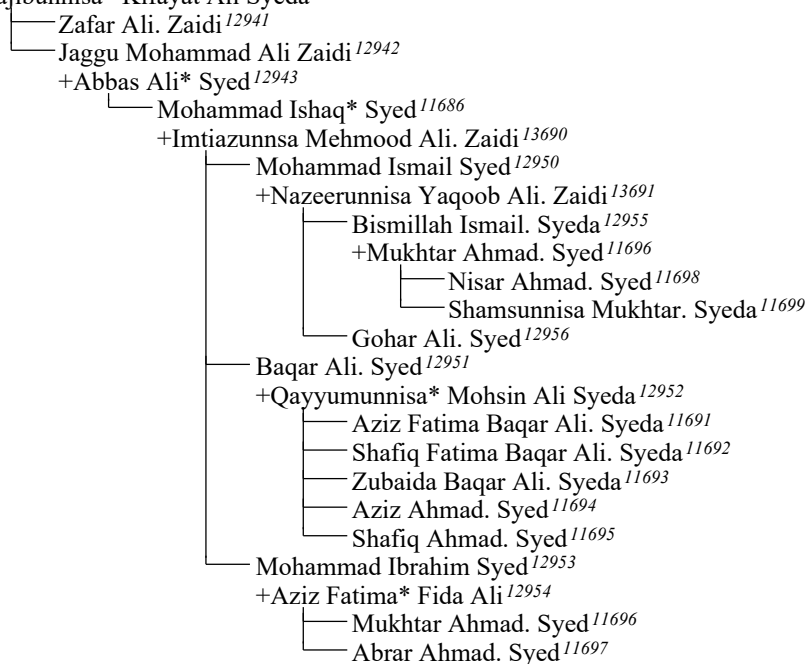 Kifayat Ali Syeda
Zafar Ali. Zaidi 12941
Jaggu Mohammad Ali Zaidi 12942
+Abbas Ali* Syed 12943
Mohammad Ishaq* Syed 11686
+Imtiazunnsa Mehmood Ali. Zaidi 13690
Mohammad Ismail Syed 12950
+Nazeerunnisa Yaqoob Ali. Zaidi 13691
Bismillah Ismail. Syeda 12955
+Mukhtar Ahmad. Syed 11696
Nisar Ahmad. Syed 11698
Shamsunnisa Mukhtar. Syeda 11699
Gohar Ali. Syed 12956
Baqar Ali. Syed 12951
+Qayyumunnisa* Mohsin Ali Syeda 12952
Aziz Fatima Baqar Ali. Syeda 11691
Shafiq Fatima Baqar Ali. Syeda 11692
Zubaida Baqar Ali. Syeda 11693
Aziz Ahmad. Syed 11694
Shafiq Ahmad. Syed 11695
Mohammad Ibrahim Syed 12953
+Aziz Fatima* Fida Ali 12954
Mukhtar Ahmad. Syed 11696
Abrar Ahmad. Syed 11697